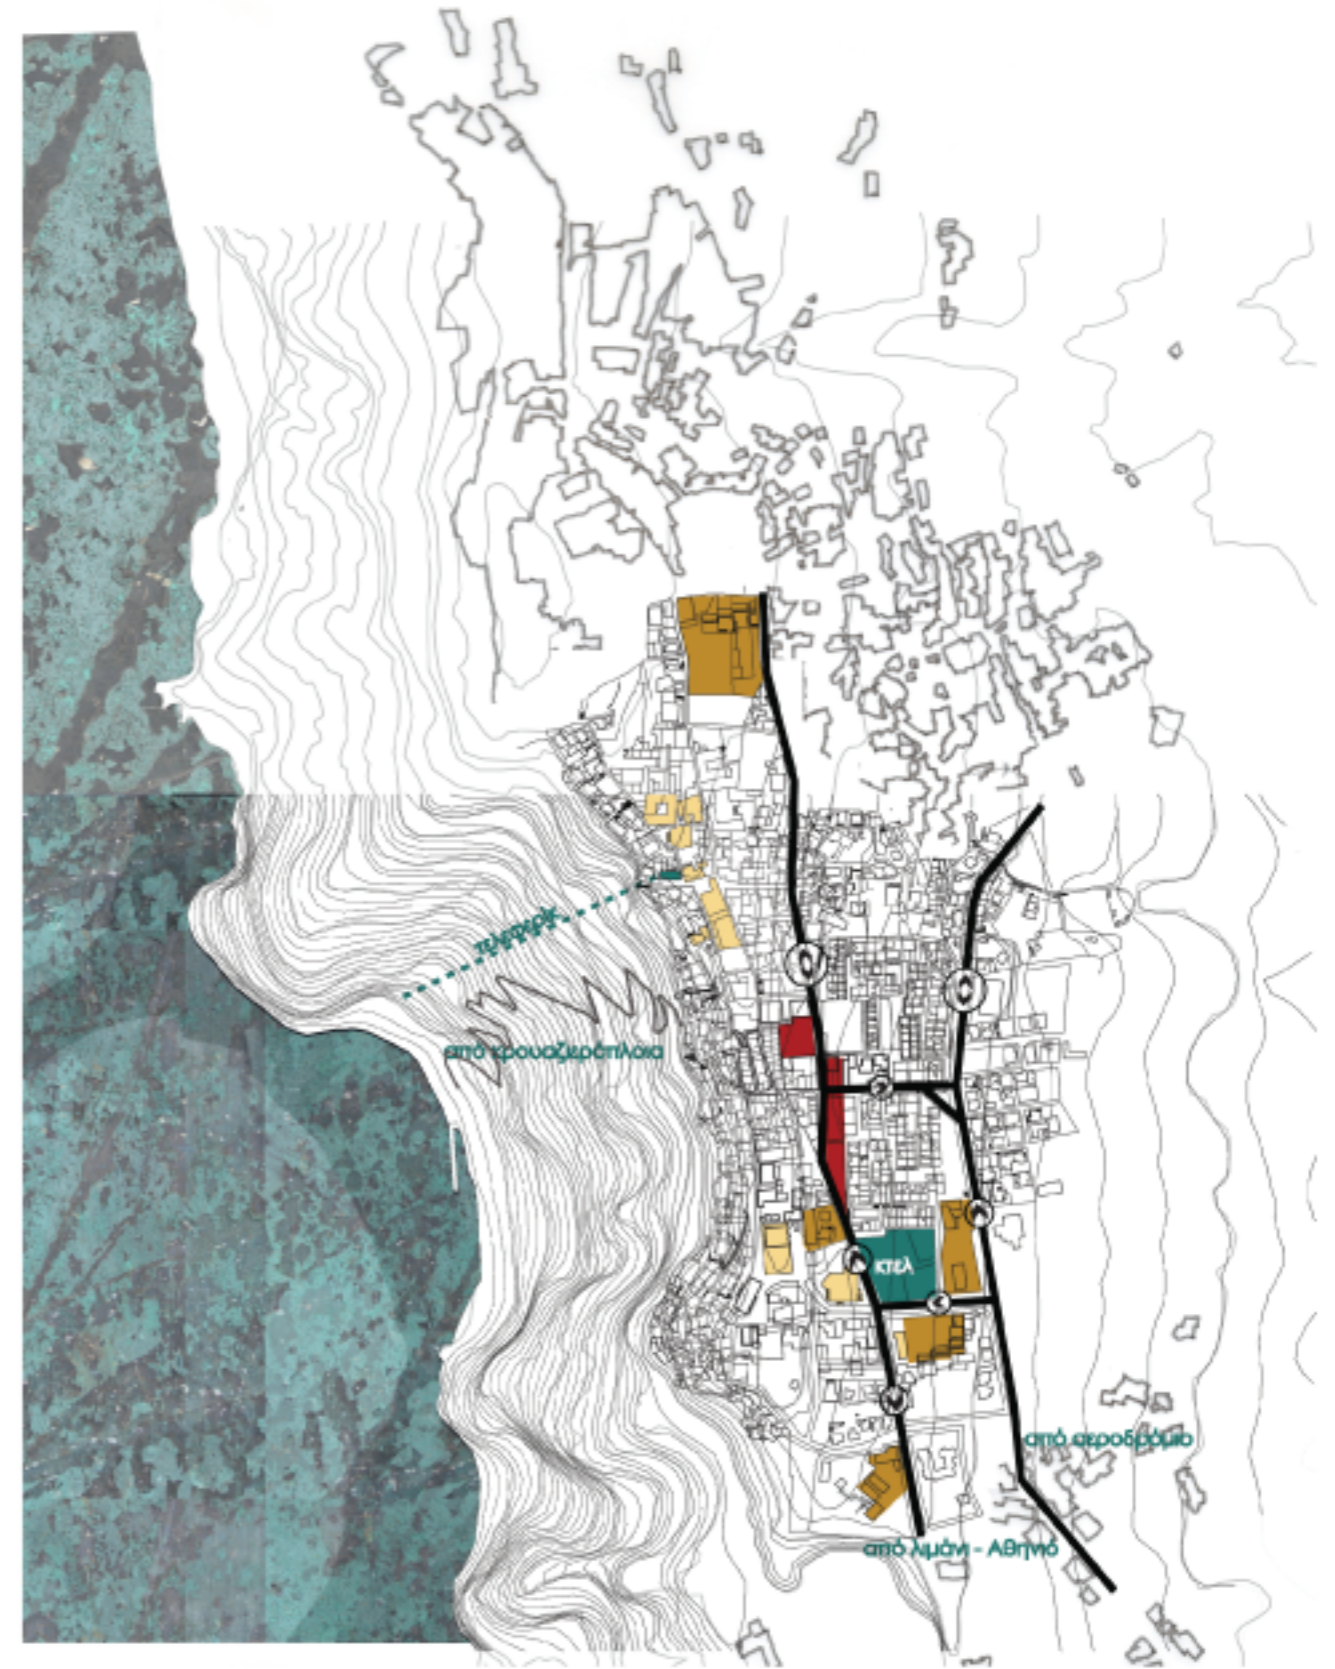 τελεφερίκ
από κρουαζιερόπλοια
κτελ
από αεροδρόμιο
από λιμάνι - Αθηνιό